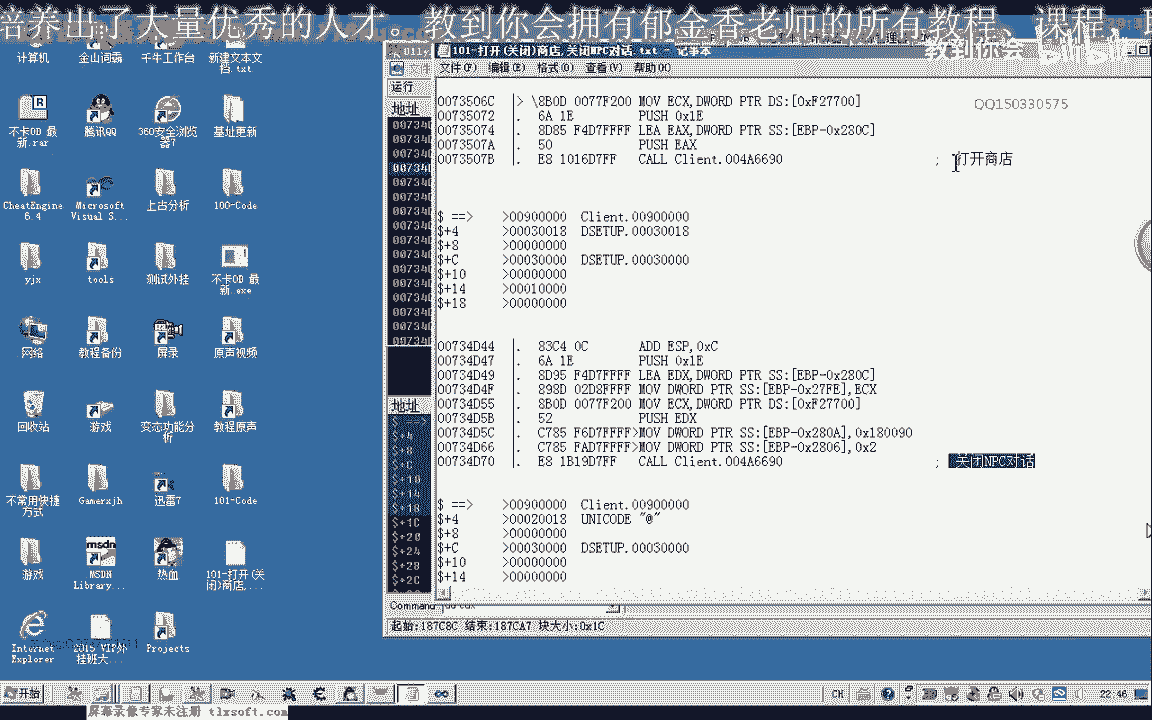 培养出了大量优秀的人才。教到你会拥有郁金香老师的所有教程、课程,
教到你会 bilibili
计算机 金山词霸 千牛工作台 新建文本文档.txt
不卡OD 最新.rar 腾讯QQ 360安全浏览器7 基址更新
CheatEngine 6.4 Microsoft Visual S... 上古分析 100-Code
yjx tools 测试外挂 不卡OD 最新.exe
网络 教程备份 屏录 原声视频
回收站 游戏 变态功能分析 教程原声
不常用快捷方式 Gamerxjh 迅雷7 101-Code
游戏 MSDN Library... 热血 101-打开(关闭)商店,...
Internet Explorer 2015 VIP外挂班大... Projects
101-打开(关闭)商店,关闭NPC对话.txt - 记事本
文件(F) 编辑(E) 格式(O) 查看(V) 帮助(H)
运行
地址
QQ150330575
0073506C |> \8B0D 0077F200 MOV ECX,DWORD PTR DS:[0xF27700]
00735072 |. 6A 1E PUSH 0x1E
00735074 |. 8D85 F4D7FFFF LEA EAX,DWORD PTR SS:[EBP-0x280C]
0073507A |. 50 PUSH EAX
0073507B |. E8 1016D7FF CALL Client.004A6690 ; 打开商店
$ ==> >00900000 Client.00900000
$+4 >00030018 DSETUP.00030018
$+8 >00000000
$+C >00030000 DSETUP.00030000
$+10 >00000000
$+14 >00010000
$+18 >00000000
00734D44 |. 83C4 0C ADD ESP,0xC
00734D47 |. 6A 1E PUSH 0x1E
00734D49 |. 8D95 F4D7FFFF LEA EDX,DWORD PTR SS:[EBP-0x280C]
00734D4F |. 898D 02D8FFFF MOV DWORD PTR SS:[EBP-0x27FE],ECX
00734D55 |. 8B0D 0077F200 MOV ECX,DWORD PTR DS:[0xF27700]
00734D5B |. 52 PUSH EDX
00734D5C |. C785 F6D7FFFF>MOV DWORD PTR SS:[EBP-0x280A],0x180090
00734D66 |. C785 FAD7FFFF>MOV DWORD PTR SS:[EBP-0x2806],0x2
00734D70 |. E8 1B19D7FF CALL Client.004A6690 ; 关闭NPC对话
$ ==> >00900000 Client.00900000
$+4 >00020018 UNICODE "@"
$+8 >00000000
$+C >00030000 DSETUP.00030000
$+10 >00000000
$+14 >00000000
地址
$+4
$+8
$+C
$+10
$+14
$+18
$+1C
$+20
$+24
$+28
$+2C
Command
起始:187C8C 结束:187CA7 块大小:0x1C
开始 CH 22:46
屏幕录像专家未注册 tlxsoft.com